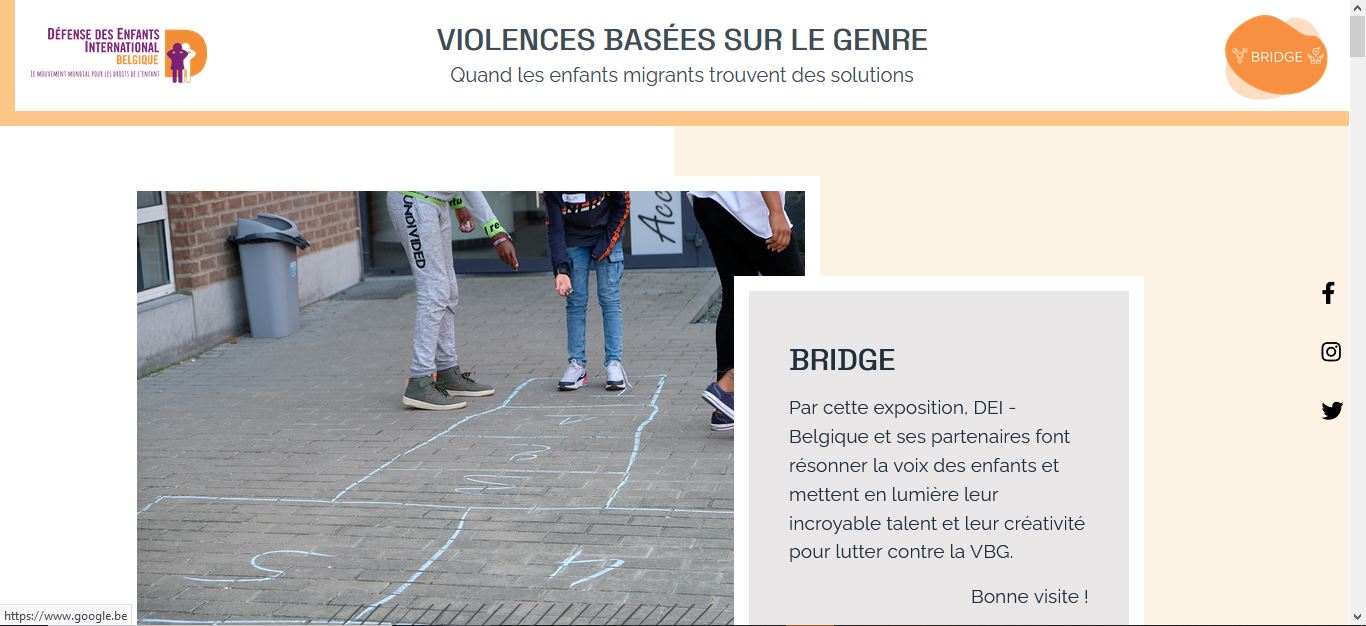 DÉFENSE DES ENFANTS
INTERNATIONAL
BELGIQUE
LE MOUVEMENT MONDIAL POUR LES DROITS DE L'ENFANT
VIOLENCES BASÉES SUR LE GENRE
Quand les enfants migrants trouvent des solutions
BRIDGE
UNDIVIDED
Acc
BRIDGE
Par cette exposition, DEI -
Belgique et ses partenaires font
résonner la voix des enfants et
mettent en lumière leur
incroyable talent et leur créativité
pour lutter contre la VBG.
Bonne visite !
5
4
https://www.google.be